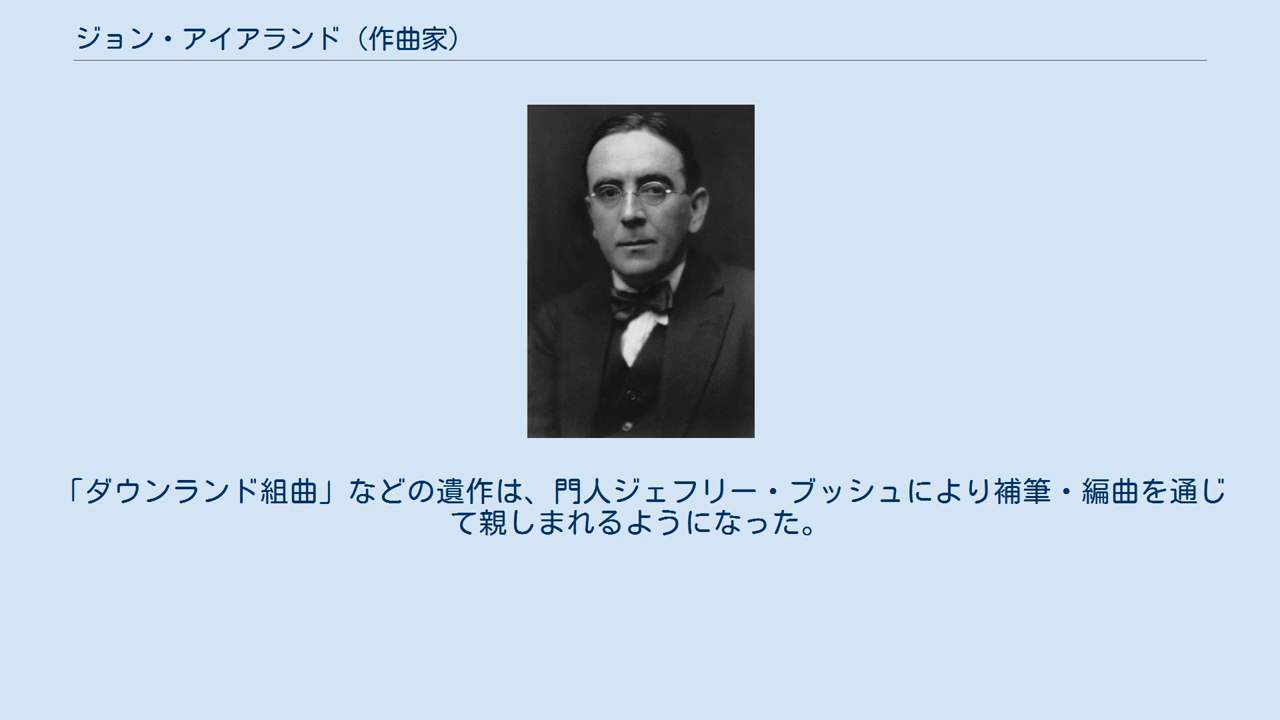 ジョン・アイアランド（作曲家）
「ダウンランド組曲」などの遺作は、門人ジェフリー・ブッシュにより補筆・編曲を通じ
て親しまれるようになった。